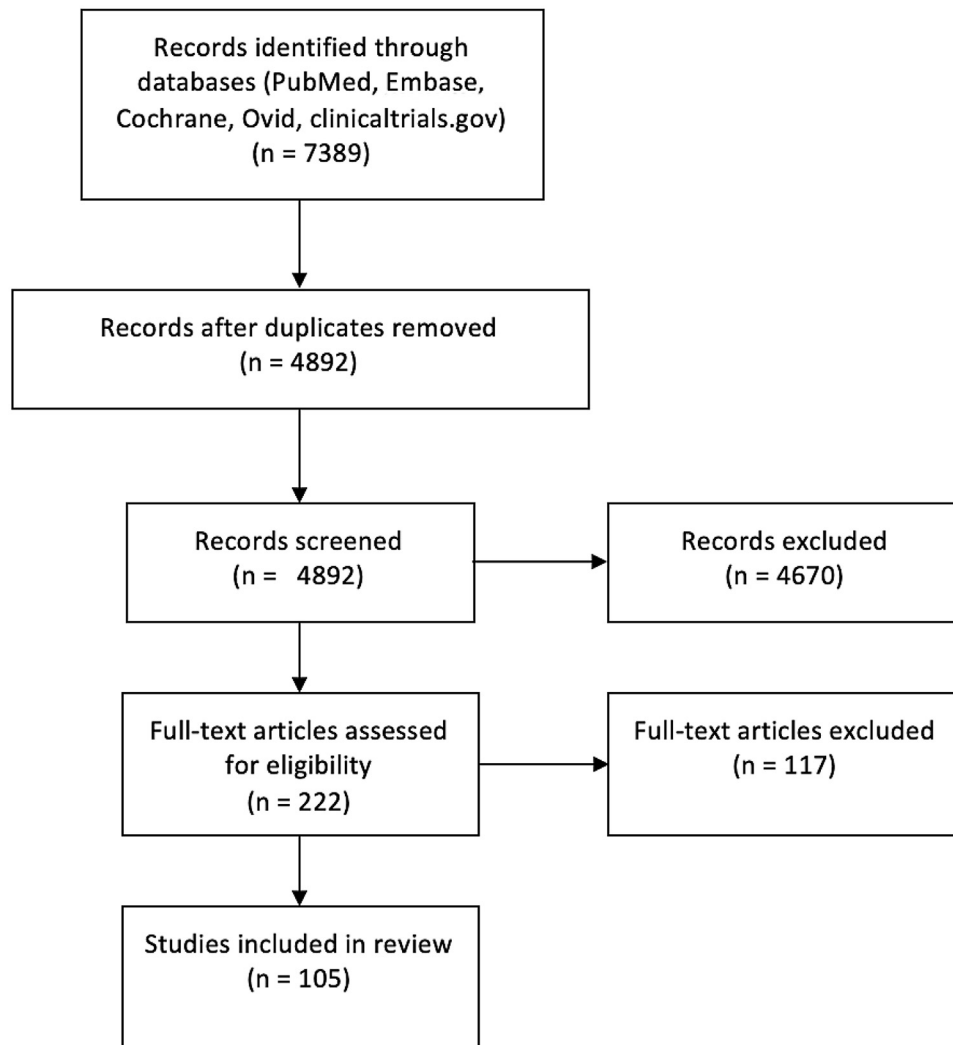 Records identified through
databases (PubMed, Embase,
Cochrane, Ovid, clinicaltrials.gov)
(n = 7389)
Records after duplicates removed
(n = 4892)
Records screened
(n =   4892)
Records excluded
(n = 4670)
Full-text articles assessed
for eligibility
(n = 222)
Full-text articles excluded
(n = 117)
Studies included in review
(n = 105)